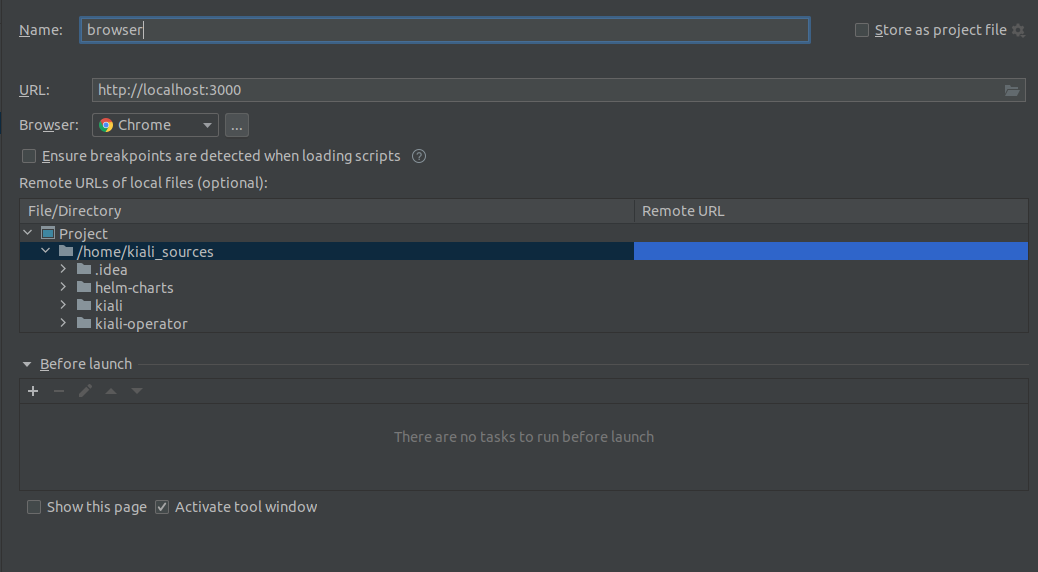 Name: browser Store as project file
URL: http://localhost:3000
Browser: Chrome ...
Ensure breakpoints are detected when loading scripts ?
Remote URLs of local files (optional):
File/Directory Remote URL
Project
/home/kiali_sources
.idea
helm-charts
kiali
kiali-operator
Before launch
There are no tasks to run before launch
Show this page Activate tool window